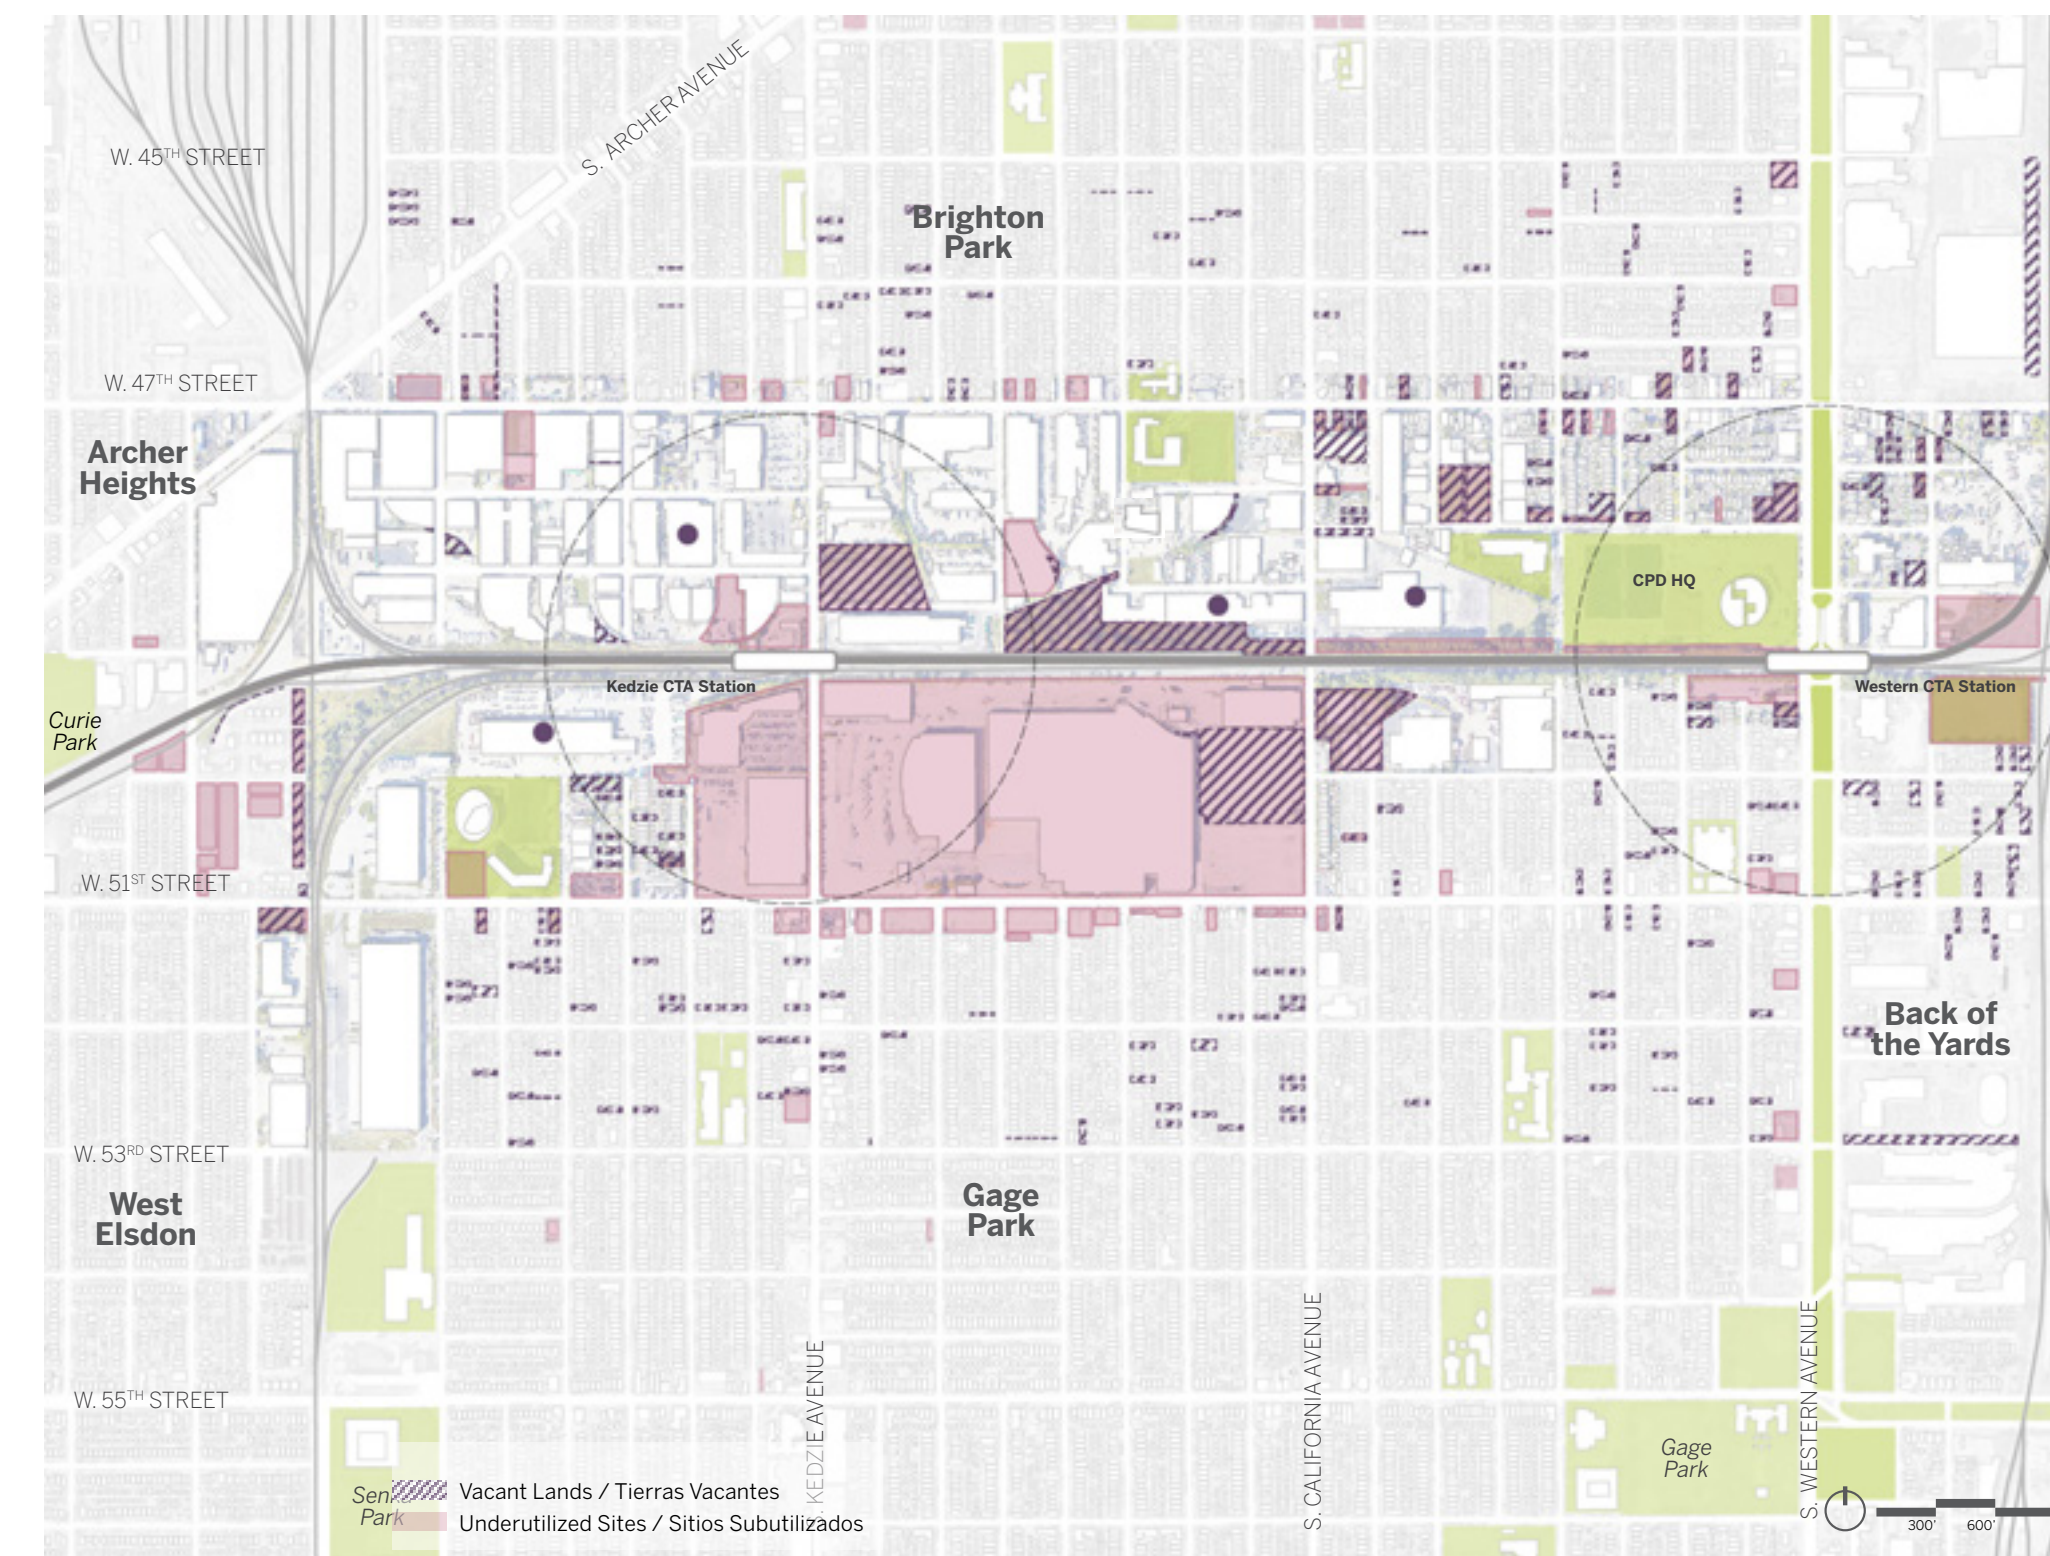 S. ARCHER AVENUE
W. 45TH STREET
Brighton
Park
W. 47TH STREET
Archer
Heights
CPD HQ
Kedzie CTA Station
Western CTA Station
Curie
Park
W. 51ST STREET
Back of
the Yards
W. 53RD STREET
West
Elsdon
Gage
Park
S. KEDZIE AVENUE
S. CALIFORNIA AVENUE
S. WESTERN AVENUE
W. 55TH STREET
Gage
Park
Park
Vacant Lands / Tierras Vacantes
Underutilized Sites / Sitios Subutilizados
300'
600'